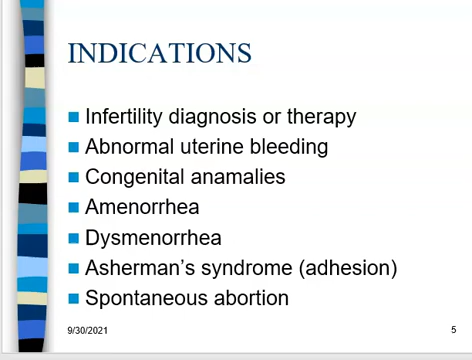 INDICATIONS
Infertility diagnosis or therapy
Abnormal uterine bleeding
Congenital anamalies
Amenorrhea
Dysmenorrhea
Asherman's syndrome (adhesion)
Spontaneous abortion
9/30/2021 5